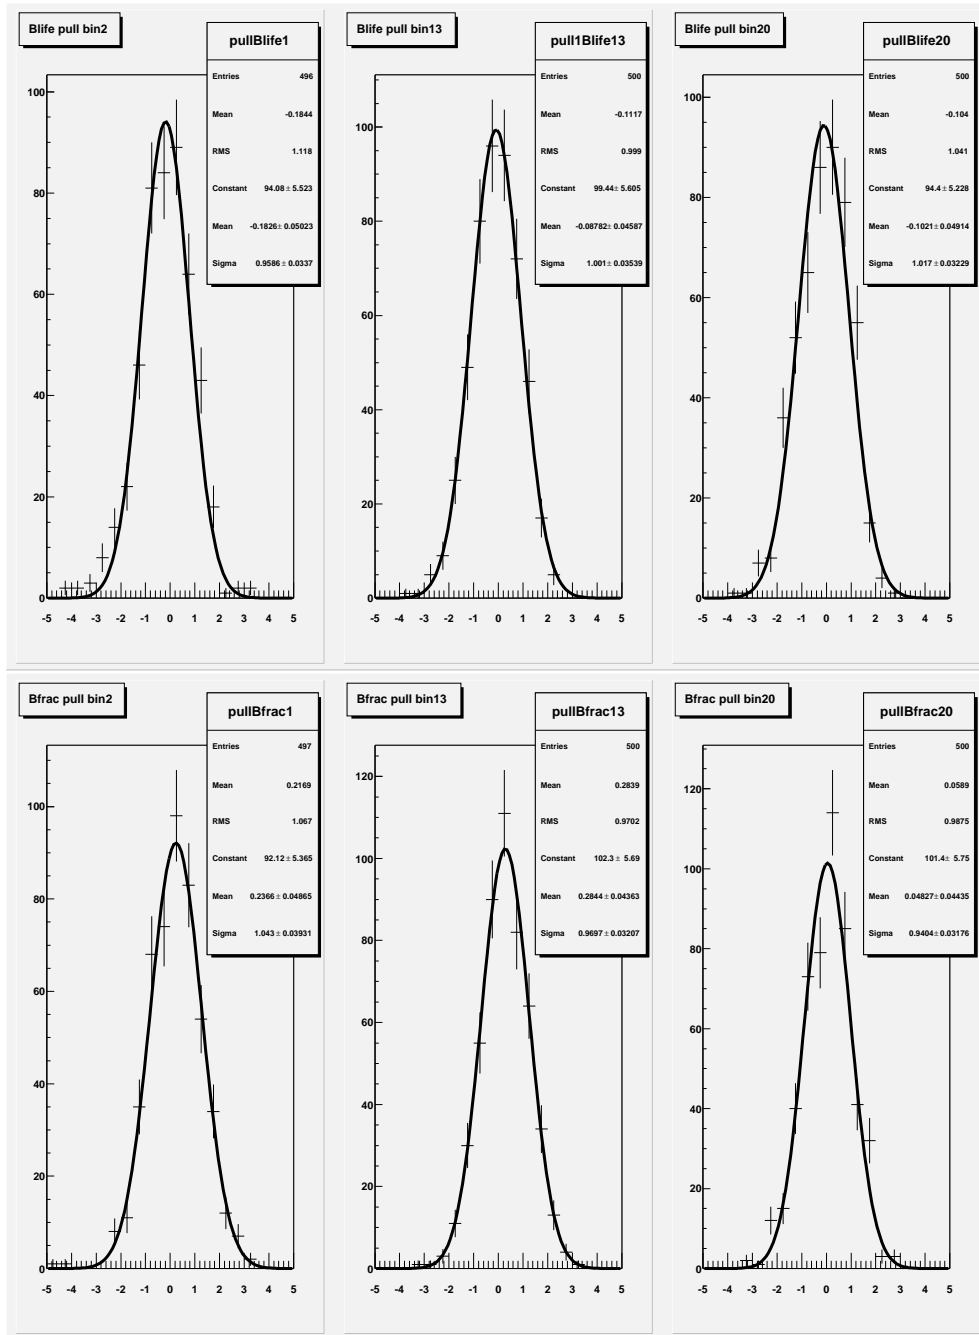 Blife pull bin2
pullBlife1
Entries 496
Mean -0.1844
RMS 1.118
Constant 94.08 ± 5.523
Mean -0.1826 ± 0.05023
Sigma 0.9586 ± 0.0337
100
80
60
40
20
0
-5 -4 -3 -2 -1 0 1 2 3 4 5
Blife pull bin13
pull1Blife13
Entries 500
Mean -0.1117
RMS 0.999
Constant 99.44 ± 5.605
Mean -0.08782 ± 0.04587
Sigma 1.001 ± 0.03539
100
80
60
40
20
0
-5 -4 -3 -2 -1 0 1 2 3 4 5
Blife pull bin20
pullBlife20
Entries 500
Mean -0.104
RMS 1.041
Constant 94.4 ± 5.228
Mean -0.1021 ± 0.04914
Sigma 1.017 ± 0.03229
100
80
60
40
20
0
-5 -4 -3 -2 -1 0 1 2 3 4 5
Bfrac pull bin2
pullBfrac1
Entries 497
Mean 0.2169
RMS 1.067
Constant 92.12 ± 5.365
Mean 0.2366 ± 0.04865
Sigma 1.043 ± 0.03931
100
80
60
40
20
0
-5 -4 -3 -2 -1 0 1 2 3 4 5
Bfrac pull bin13
pullBfrac13
Entries 500
Mean 0.2839
RMS 0.9702
Constant 102.3 ± 5.69
Mean 0.2844 ± 0.04363
Sigma 0.9697 ± 0.03207
120
100
80
60
40
20
0
-5 -4 -3 -2 -1 0 1 2 3 4 5
Bfrac pull bin20
pullBfrac20
Entries 500
Mean 0.0589
RMS 0.9875
Constant 101.4 ± 5.75
Mean 0.04827 ± 0.04435
Sigma 0.9404 ± 0.03176
120
100
80
60
40
20
0
-5 -4 -3 -2 -1 0 1 2 3 4 5